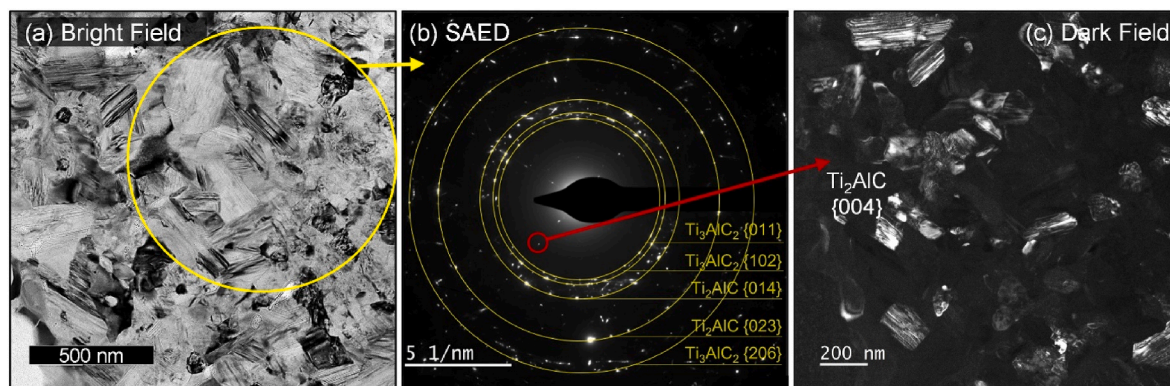 (a) Bright Field
500 nm
(b) SAED
Ti₃AlC₂ {011}
Ti₃AlC₂ {102}
Ti₂AlC {014}
Ti₂AlC {023}
Ti₃AlC₂ {206}
5 1/nm
(c) Dark Field
Ti₂AlC
{004}
200 nm